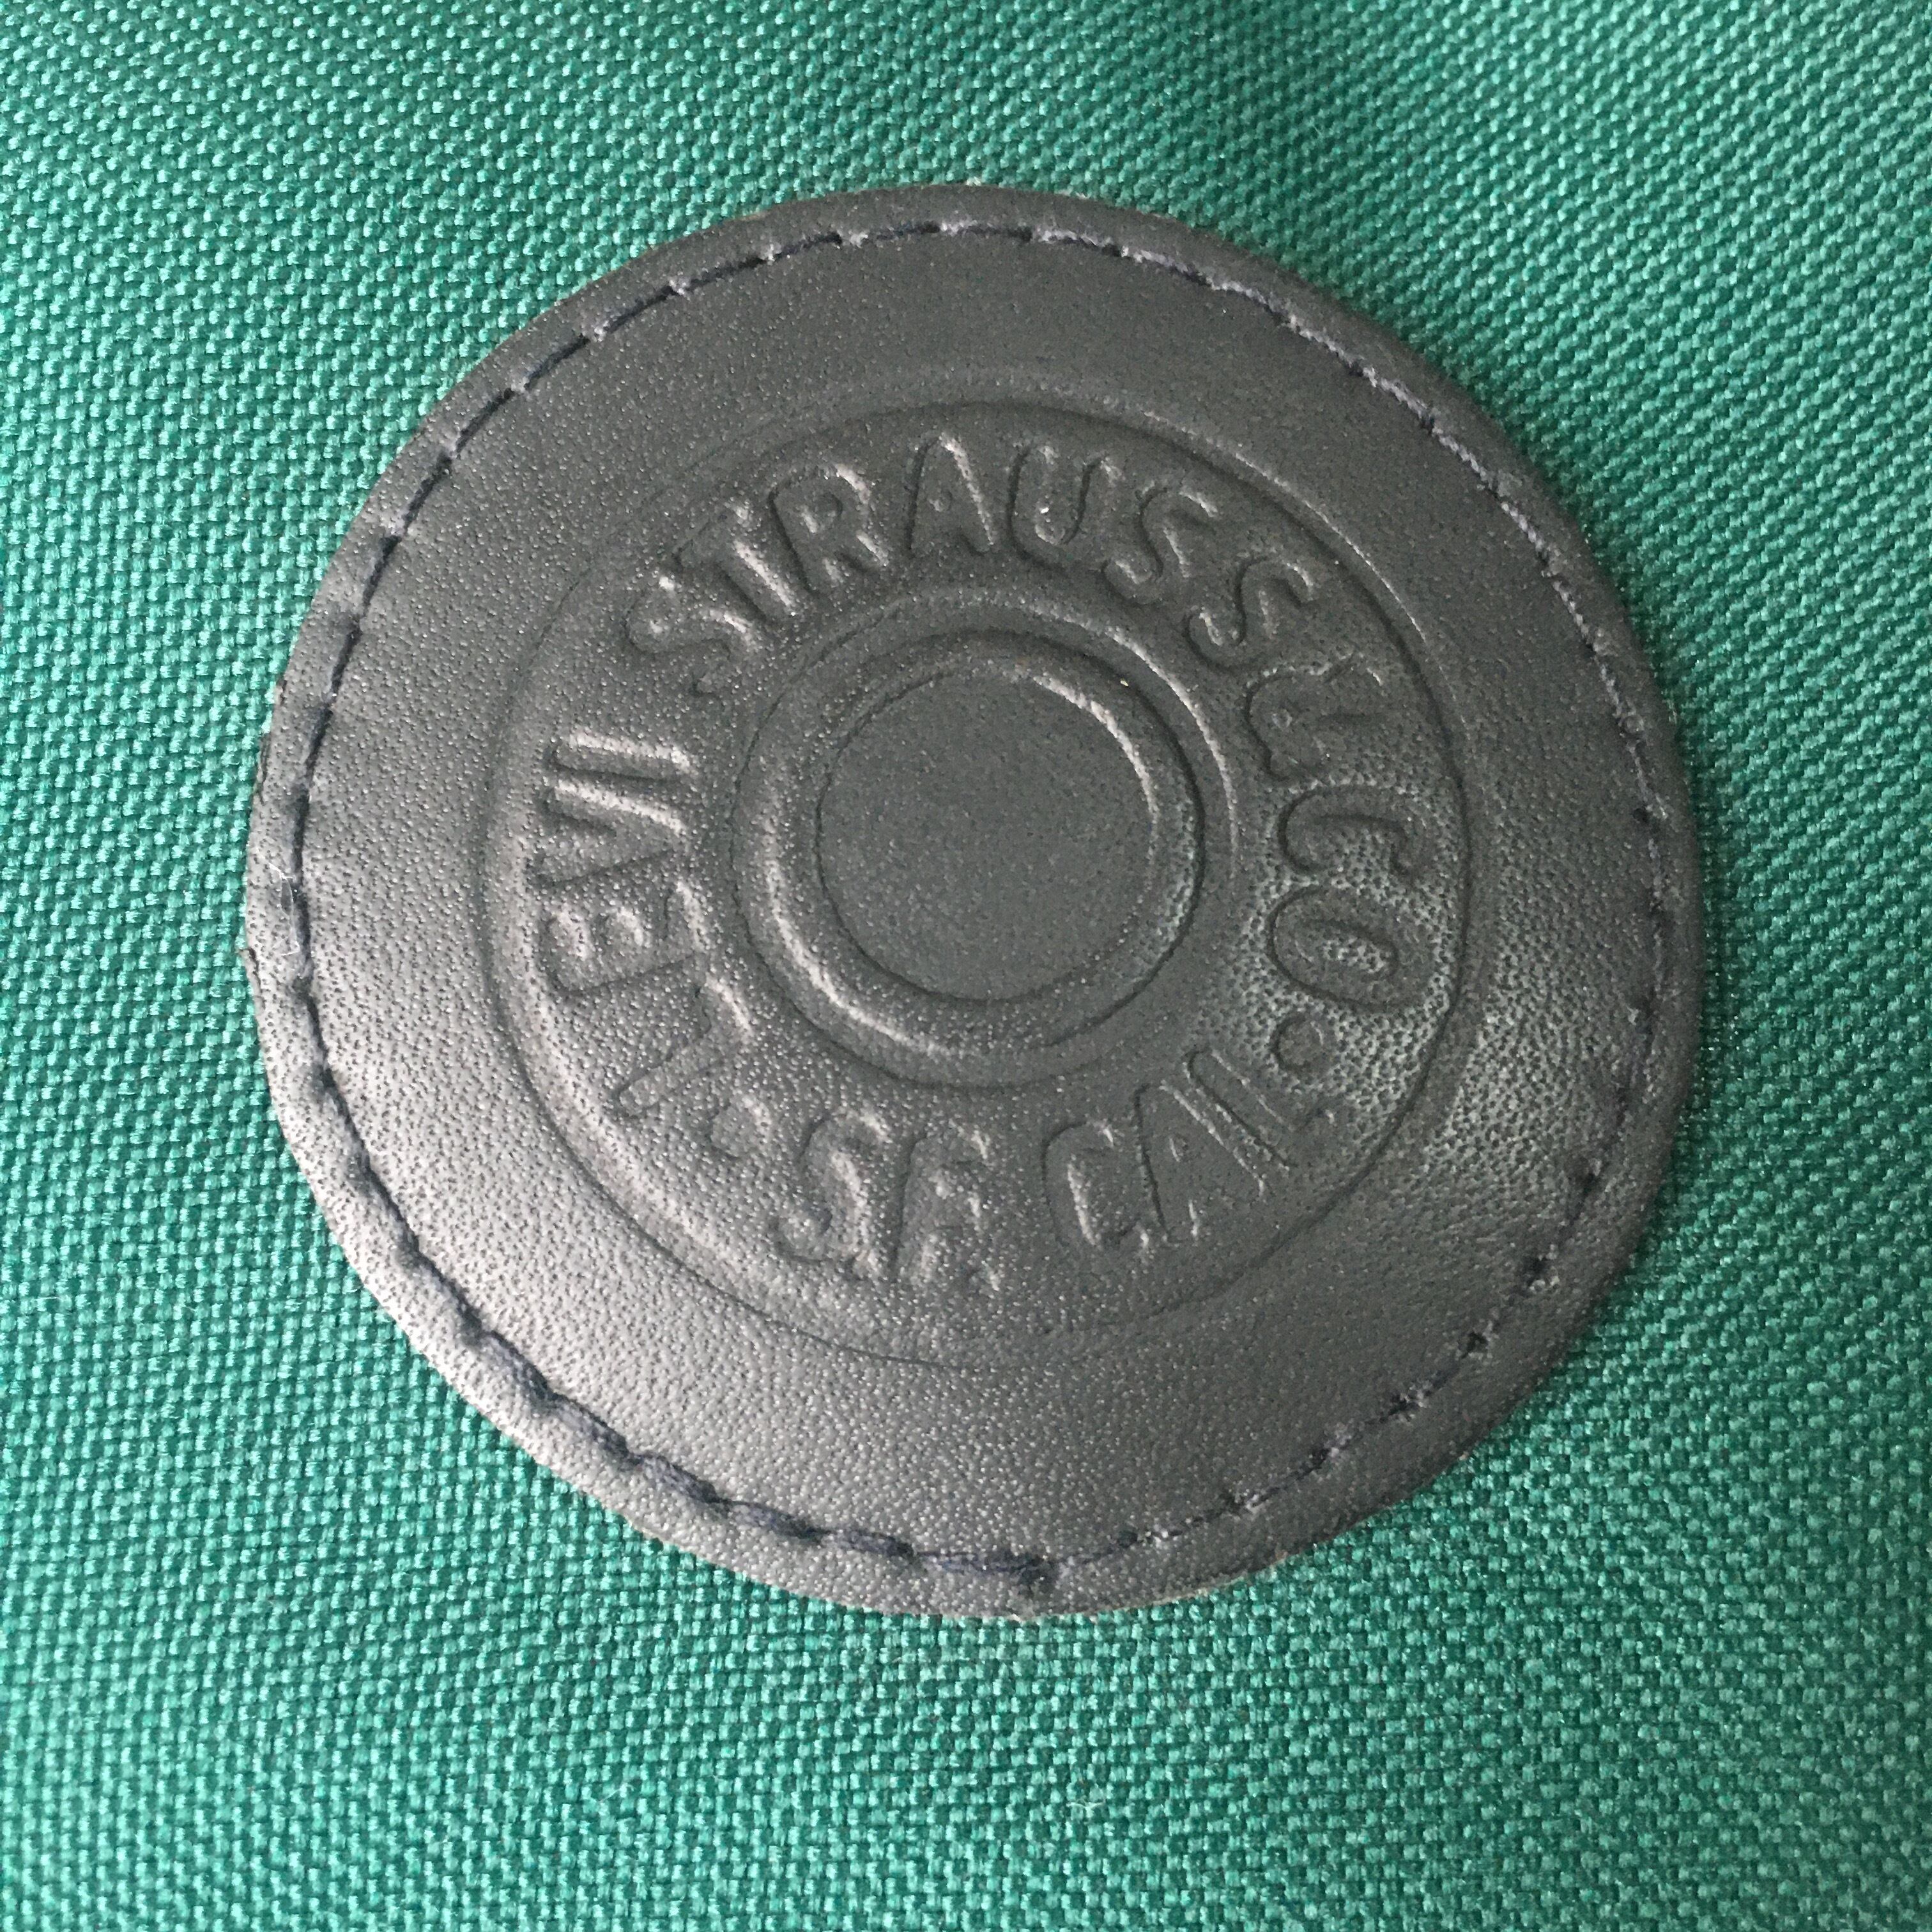 LEVI STRAUSS & CO.
S.F. CAL.